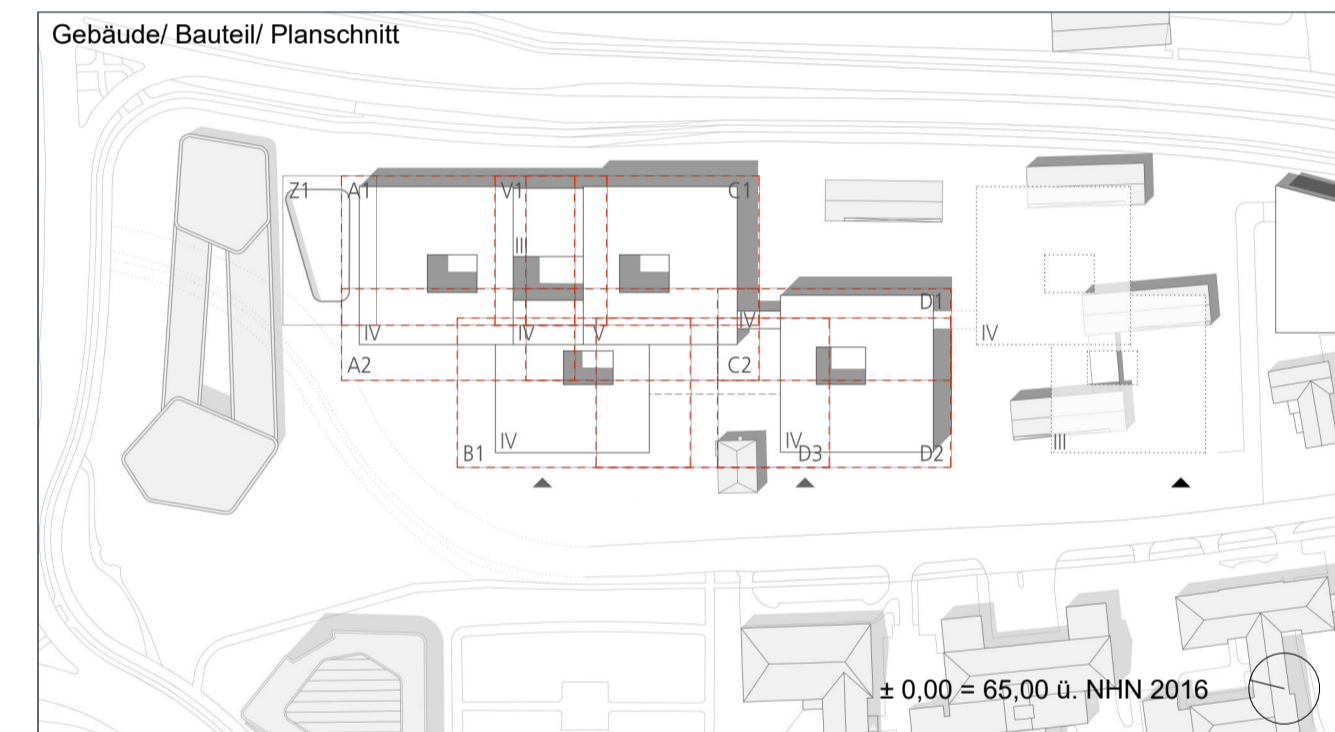 Gebäude/ Bauteil/ Planschnitt
Z1 A1 V1 C1
III
D1
IV IV V IV IV
A2 C2
IV IV III
B1 D3 D2
± 0,00 = 65,00 ü. NHN 2016